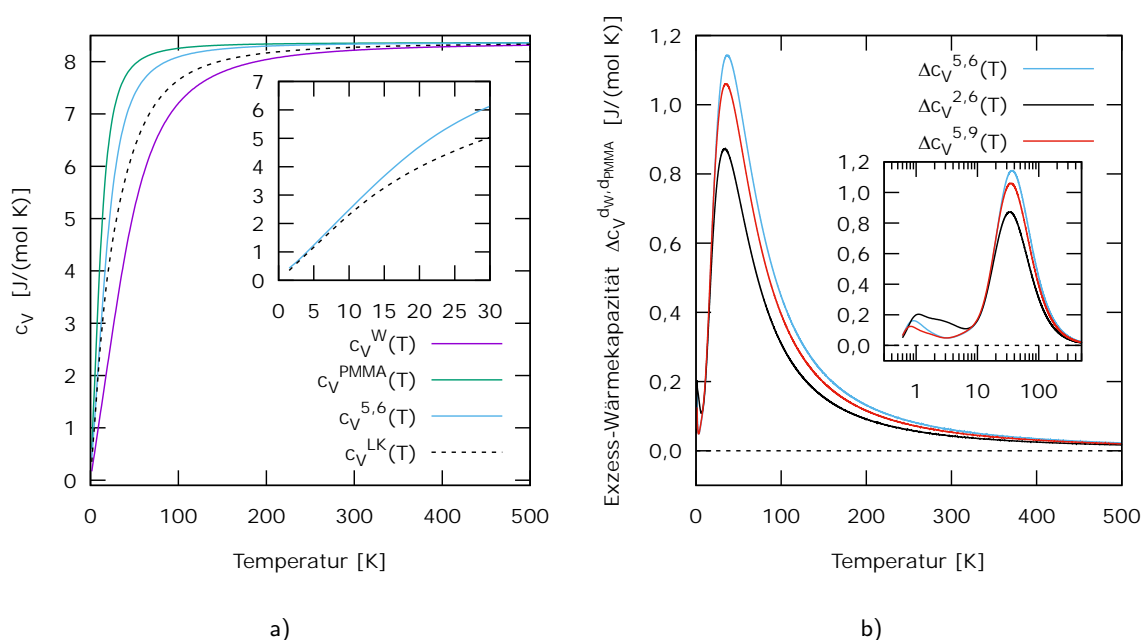 c_V [J/(mol K)]
9
8
7
6
5
4
3
2
1
0
0 100 200 300 400 500
Temperatur [K]
7
6
5
4
3
2
1
0
0 5 10 15 20 25 30
c_V^W(T)
c_V^PMMA(T)
c_V^5,6(T)
c_V^LK(T)
a)
Exzess-Wärmekapazität Δc_V^d_W,d_PMMA [J/(mol K)]
1,2
1,0
0,8
0,6
0,4
0,2
0,0
0 100 200 300 400 500
Temperatur [K]
Δc_V^5,6(T)
Δc_V^2,6(T)
Δc_V^5,9(T)
1,2
1,0
0,8
0,6
0,4
0,2
0,0
1 10 100
b)